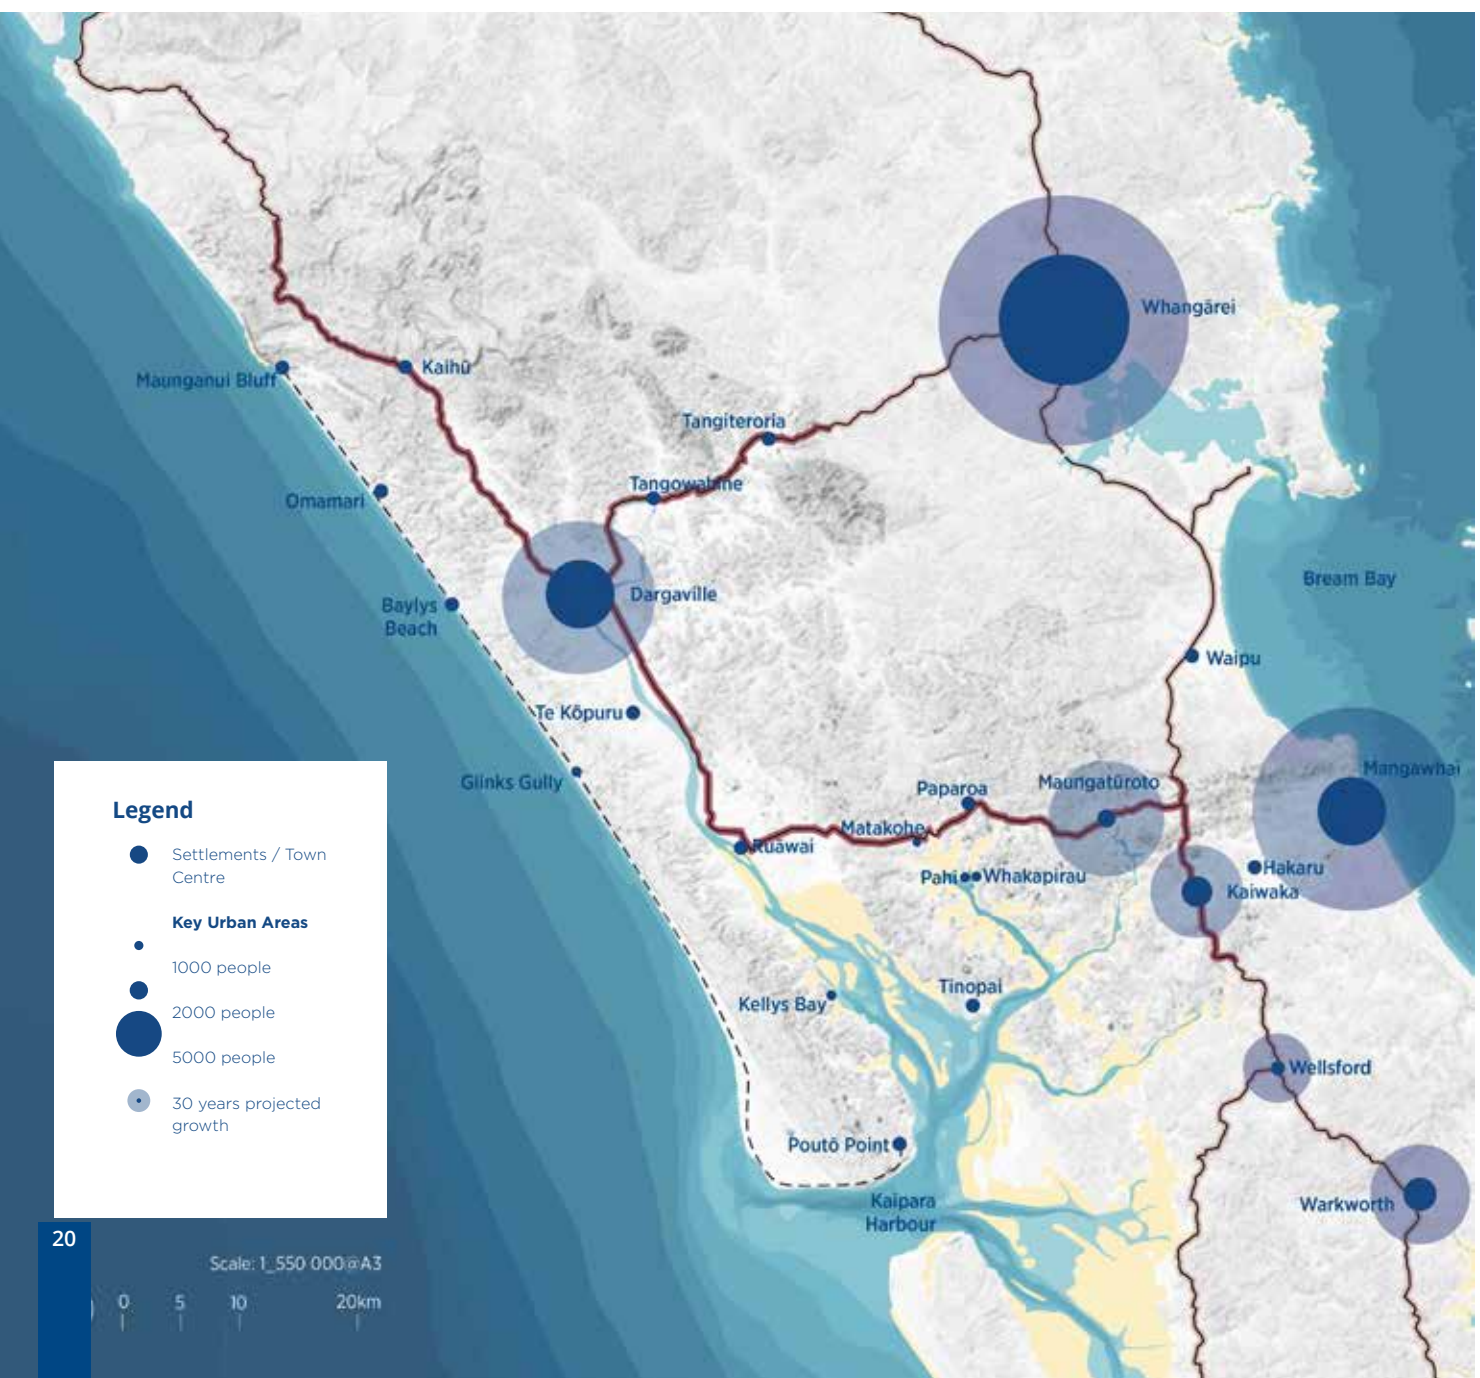 Whangārei
Kaihū
Maunganui Bluff
Tangiteroria
Tangowahine
Omamari
Bream Bay
Dargaville
Baylys
Beach
Waipu
Te Kōpuru
Mangawhai
Glinks Gully
Paparoa
Maungatūroto
Matakohe
Ruāwai
Pahi
Whakapirau
Hakaru
Kaiwaka
Tinopai
Kellys Bay
Wellsford
Poutō Point
Kaipara
Harbour
Warkworth
Legend
Settlements / Town
Centre
Key Urban Areas
1000 people
2000 people
5000 people
30 years projected
growth
20
Scale: 1_550 000@A3
0 5 10 20km